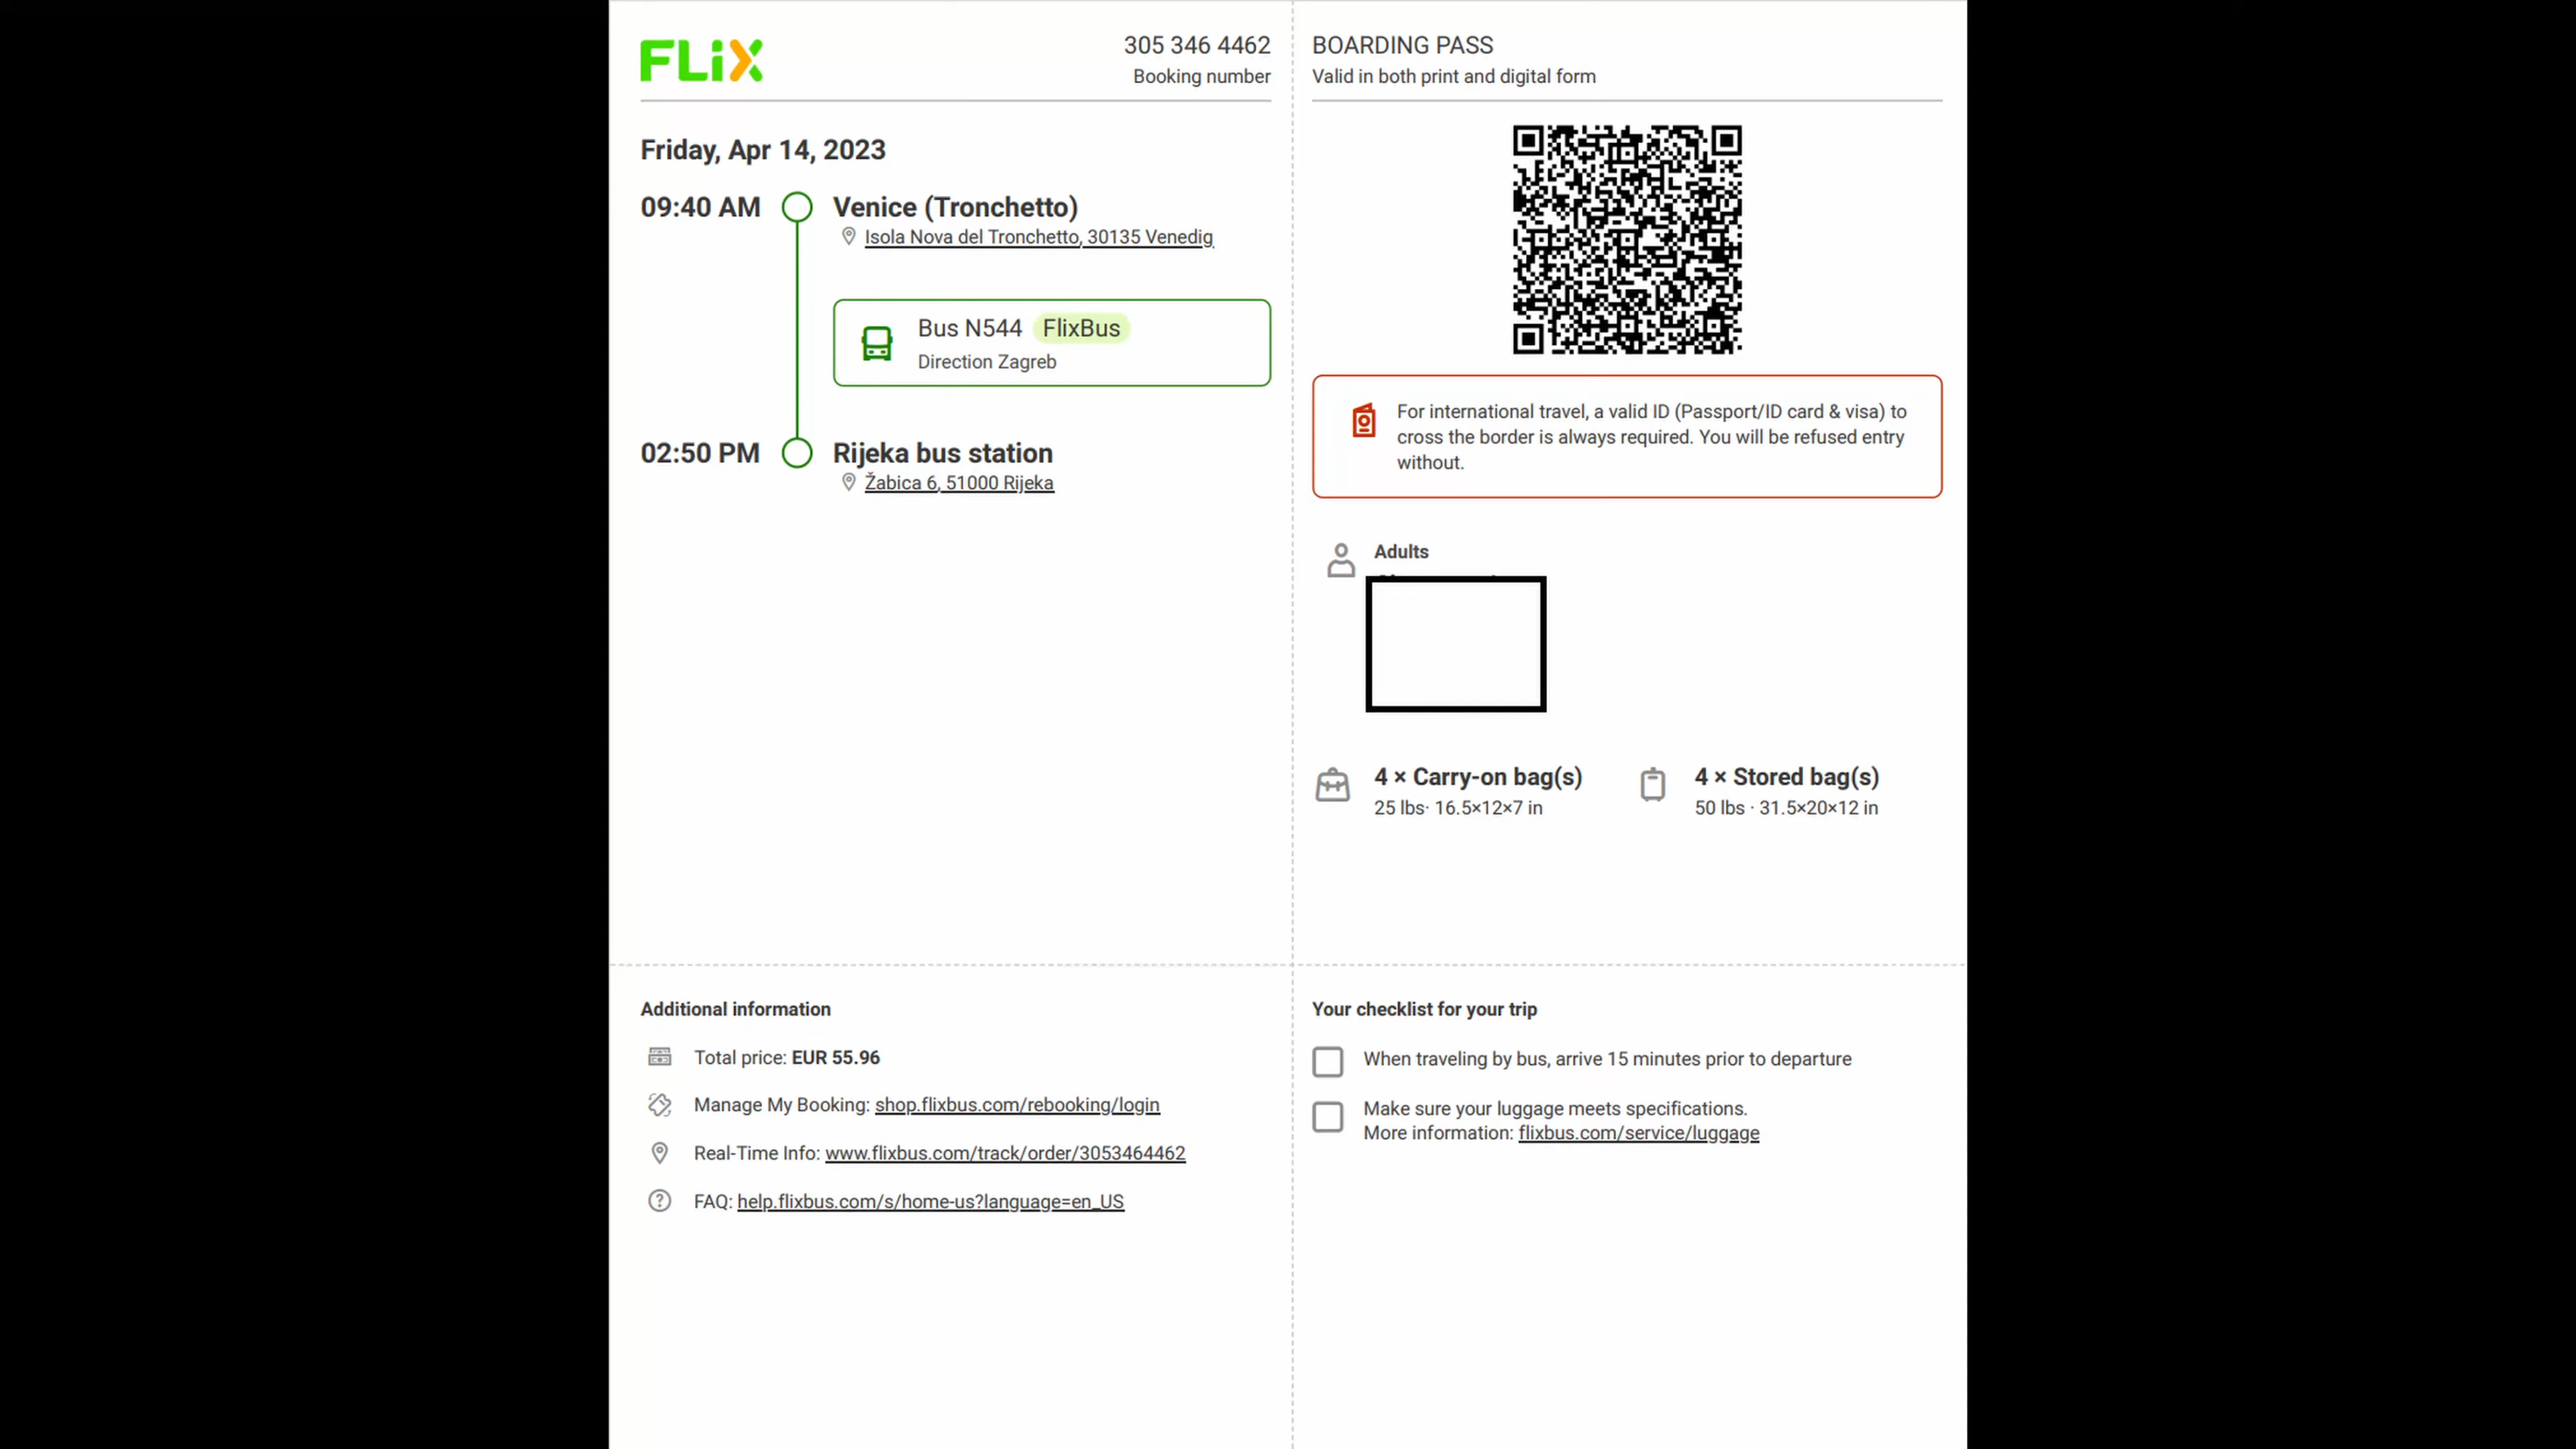 FLiX
305 346 4462
Booking number
Friday, Apr 14, 2023
09:40 AM
Venice (Tronchetto)
Isola Nova del Tronchetto, 30135 Venedig
Bus N544 FlixBus
Direction Zagreb
02:50 PM
Rijeka bus station
Žabica 6, 51000 Rijeka
BOARDING PASS
Valid in both print and digital form
For international travel, a valid ID (Passport/ID card & visa) to
cross the border is always required. You will be refused entry
without.
Adults
4 × Carry-on bag(s)
25 lbs· 16.5×12×7 in
4 × Stored bag(s)
50 lbs · 31.5×20×12 in
Additional information
Total price: EUR 55.96
Manage My Booking: shop.flixbus.com/rebooking/login
Real-Time Info: www.flixbus.com/track/order/3053464462
FAQ: help.flixbus.com/s/home-us?language=en_US
Your checklist for your trip
When traveling by bus, arrive 15 minutes prior to departure
Make sure your luggage meets specifications.
More information: flixbus.com/service/luggage